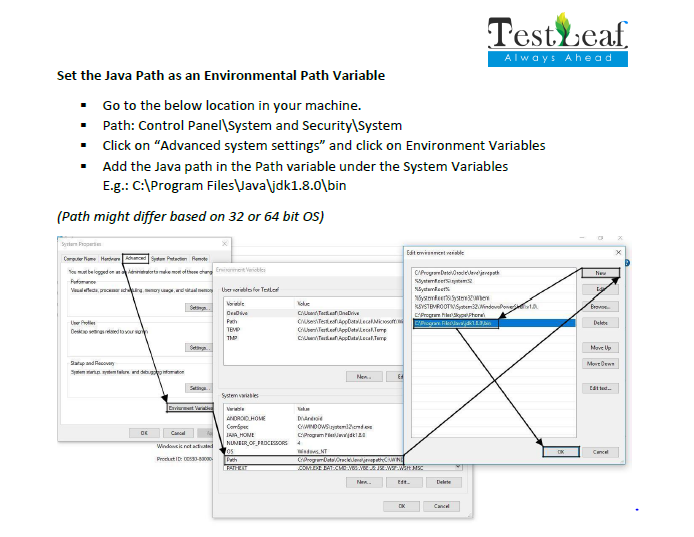 TestLeaf
Always Ahead
Set the Java Path as an Environmental Path Variable
Go to the below location in your machine.
Path: Control Panel\System and Security\System
Click on “Advanced system settings” and click on Environment Variables
Add the Java path in the Path variable under the System Variables
E.g.: C:\Program Files\Java\jdk1.8.0\bin
(Path might differ based on 32 or 64 bit OS)
System Properties
Computer Name Hardware Advanced System Protection Remote
You must be logged on as an Administrator to make most of these chang
Performance
Visual effects, processor scheduling, memory usage, and virtual memory
Settings...
User Profiles
Desktop settings related to your sign-in
Settings...
Startup and Recovery
System startup, system failure, and debugging information
Settings...
Environment Variables
OK Cancel
Windows is not activated
Product ID:
Environment Variables
User variables for TestLeaf
Variable Value
OneDrive C:\Users\TestLeaf\OneDrive
Path C:\Users\TestLeaf\AppData\Local\Microsoft\Wi
TEMP C:\Users\TestLeaf\AppData\Local\Temp
TMP C:\Users\TestLeaf\AppData\Local\Temp
New... Ed
System variables
Variable Value
ANDROID_HOME D:\Android
ComSpec C:\WINDOWS\system32\cmd.exe
JAVA_HOME C:\Program Files\Java\jdk1.8.0
NUMBER_OF_PROCESSORS 4
OS Windows_NT
Path C:\ProgramData\Oracle\Java\javapath;C:\WIND
PATHEXT .COM;.EXE;.BAT;.CMD;.VBS;.VBE;.JS;.JSE;.WSF;.WSH;.MSC
New... Edit... Delete
OK Cancel
Edit environment variable
C:\ProgramData\Oracle\Java\javapath
%SystemRoot%\system32
%SystemRoot%
%SystemRoot%\System32\Wbem
%SYSTEMROOT%\System32\WindowsPowerShell\v1.0\
C:\Program Files\Skype\Phone\
C:\Program Files\Java\jdk1.8.0\bin
New
Edit
Browse...
Delete
Move Up
Move Down
Edit text...
OK Cancel